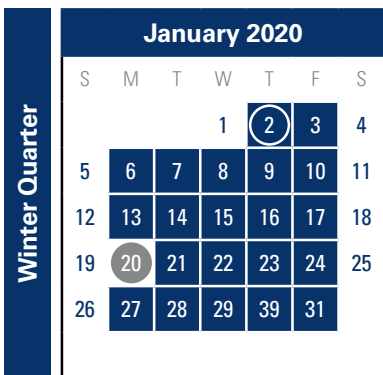 January 2020
Winter Quarter
S M T W T F S
1 2 3 4
5 6 7 8 9 10 11
12 13 14 15 16 17 18
19 20 21 22 23 24 25
26 27 28 29 39 31